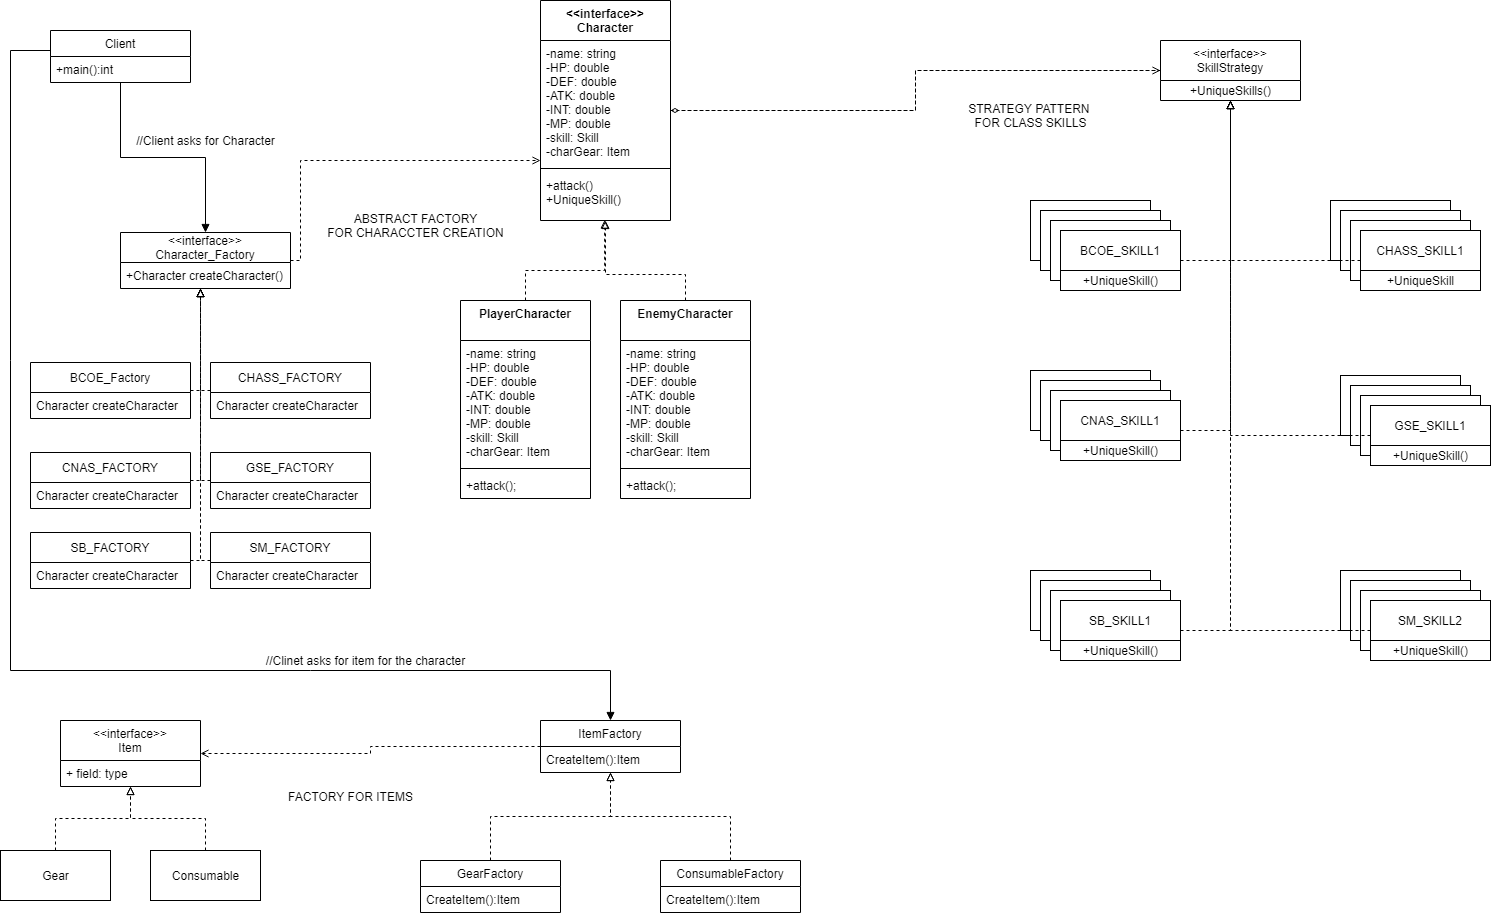 Client
+main():int
//Client asks for Character
<<interface>>
Character_Factory
+Character createCharacter()
BCOE_Factory
Character createCharacter
CHASS_FACTORY
Character createCharacter
CNAS_FACTORY
Character createCharacter
GSE_FACTORY
Character createCharacter
SB_FACTORY
Character createCharacter
SM_FACTORY
Character createCharacter
<<interface>>
Character
-name: string
-HP: double
-DEF: double
-ATK: double
-INT: double
-MP: double
-skill: Skill
-charGear: Item
+attack()
+UniqueSkill()
ABSTRACT FACTORY
FOR CHARACCTER CREATION
PlayerCharacter
-name: string
-HP: double
-DEF: double
-ATK: double
-INT: double
-MP: double
-skill: Skill
-charGear: Item
+attack();
EnemyCharacter
-name: string
-HP: double
-DEF: double
-ATK: double
-INT: double
-MP: double
-skill: Skill
-charGear: Item
+attack();
<<interface>>
SkillStrategy
+UniqueSkills()
STRATEGY PATTERN
FOR CLASS SKILLS
BCOE_SKILL1
+UniqueSkill()
CHASS_SKILL1
+UniqueSkill
CNAS_SKILL1
+UniqueSkill()
GSE_SKILL1
+UniqueSkill()
SB_SKILL1
+UniqueSkill()
SM_SKILL2
+UniqueSkill()
//Clinet asks for item for the character
<<interface>>
Item
+ field: type
ItemFactory
CreateItem():Item
FACTORY FOR ITEMS
Gear
Consumable
GearFactory
CreateItem():Item
ConsumableFactory
CreateItem():Item